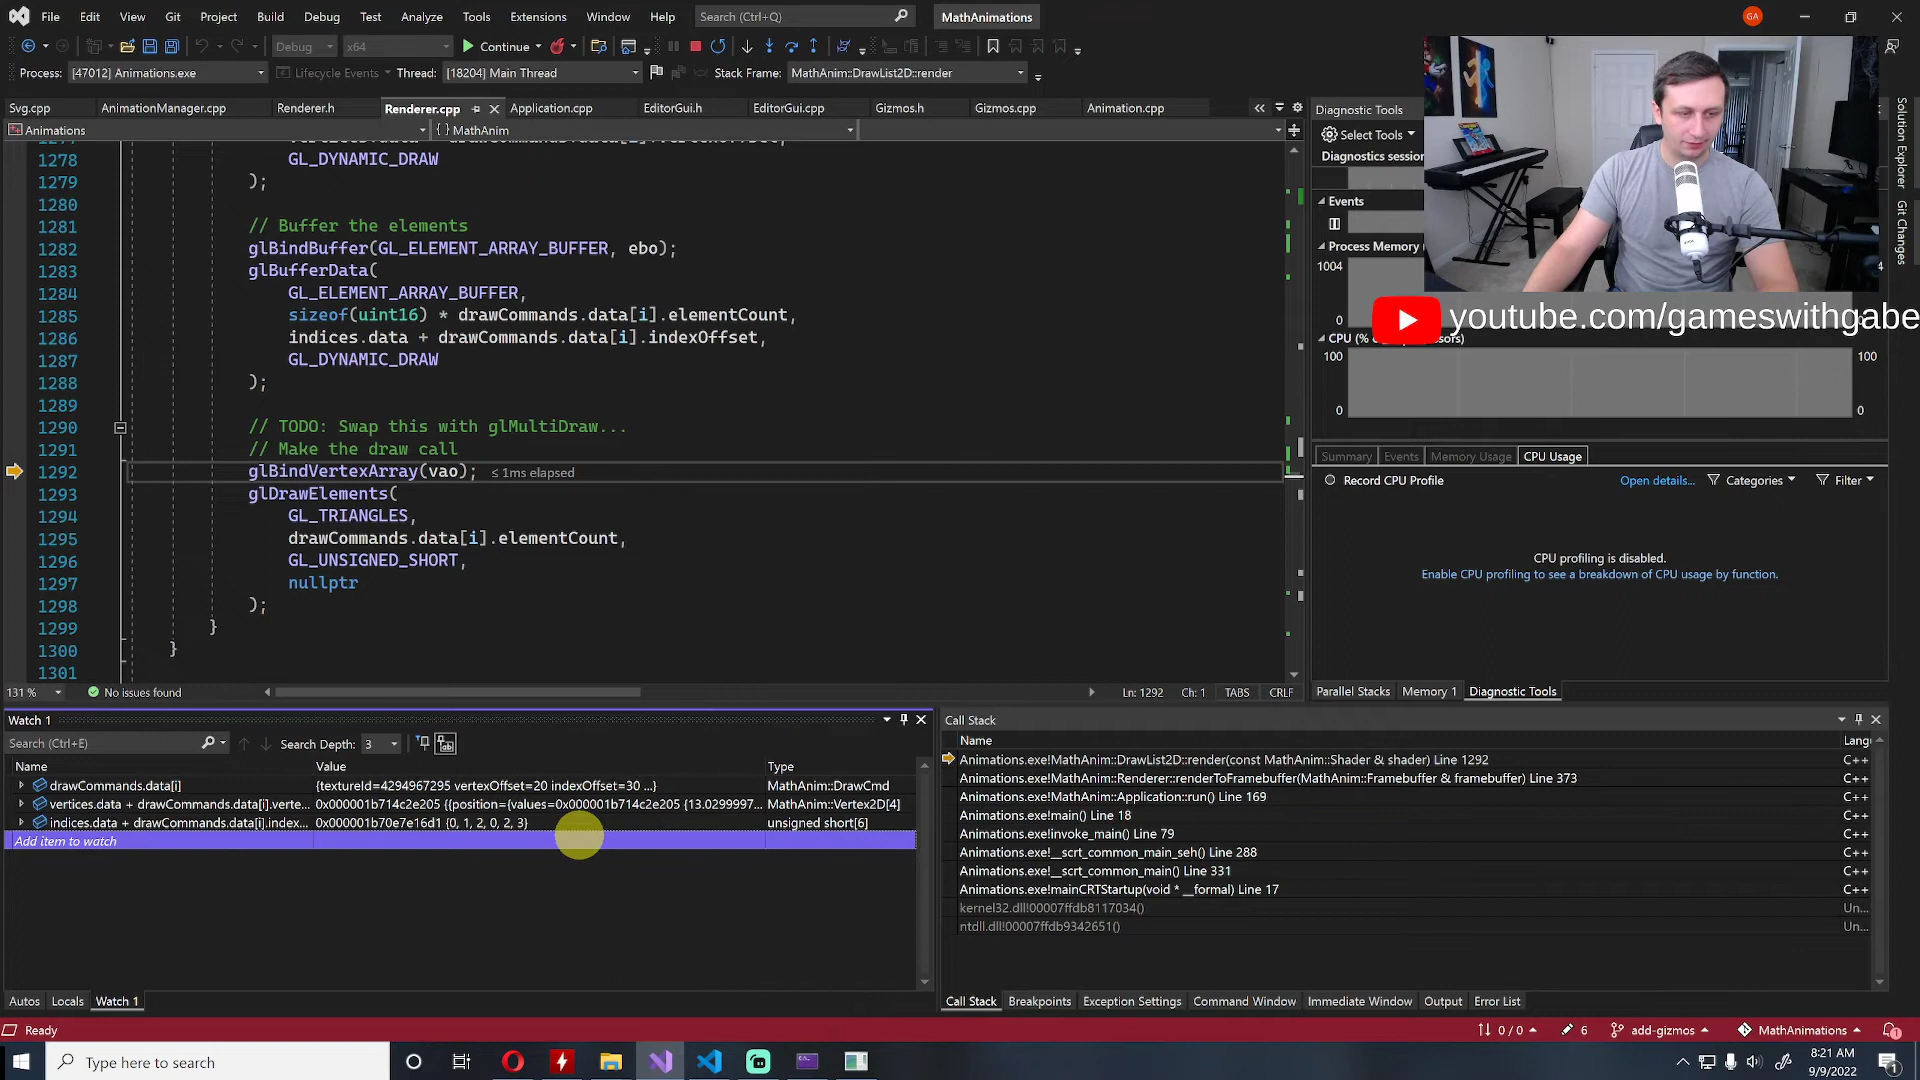 File Edit View Git Project Build Debug Test Analyze Tools Extensions Window Help Search (Ctrl+Q) MathAnimations GA
Debug x64 Continue
Process: [47012] Animations.exe Lifecycle Events Thread: [18204] Main Thread Stack Frame: MathAnim::DrawList2D::render
Svg.cpp AnimationManager.cpp Renderer.h Renderer.cpp Application.cpp EditorGui.h EditorGui.cpp Gizmos.h Gizmos.cpp Animation.cpp
Animations MathAnim
1278 GL_DYNAMIC_DRAW
1279 );
1280
1281 // Buffer the elements
1282 glBindBuffer(GL_ELEMENT_ARRAY_BUFFER, ebo);
1283 glBufferData(
1284 GL_ELEMENT_ARRAY_BUFFER,
1285 sizeof(uint16) * drawCommands.data[i].elementCount,
1286 indices.data + drawCommands.data[i].indexOffset,
1287 GL_DYNAMIC_DRAW
1288 );
1289
1290 // TODO: Swap this with glMultiDraw...
1291 // Make the draw call
1292 glBindVertexArray(vao); ≤ 1ms elapsed
1293 glDrawElements(
1294 GL_TRIANGLES,
1295 drawCommands.data[i].elementCount,
1296 GL_UNSIGNED_SHORT,
1297 nullptr
1298 );
1299 }
1300 }
1301
131 % No issues found Ln: 1292 Ch: 1 TABS CRLF
Diagnostic Tools
Select Tools
Diagnostics sessio
Events
Process Memory (
1004
0
youtube.com/gameswithgabe
CPU (%
100 100
0 0
Summary Events Memory Usage CPU Usage
Record CPU Profile Open details... Categories Filter
CPU profiling is disabled.
Enable CPU profiling to see a breakdown of CPU usage by function.
Parallel Stacks Memory 1 Diagnostic Tools
Solution Explorer
Git Changes
Watch 1
Search (Ctrl+E) Search Depth: 3
Name Value Type
drawCommands.data[i] {textureId=4294967295 vertexOffset=20 indexOffset=30 ...} MathAnim::DrawCmd
vertices.data + drawCommands.data[i].verte... 0x000001b714c2e205 {{position={values=0x000001b714c2e205 {13.0299997... MathAnim::Vertex2D[4]
indices.data + drawCommands.data[i].index... 0x000001b70e7e16d1 {0, 1, 2, 0, 2, 3} unsigned short[6]
Add item to watch
Autos Locals Watch 1
Call Stack
Name Lang
Animations.exe!MathAnim::DrawList2D::render(const MathAnim::Shader & shader) Line 1292 C++
Animations.exe!MathAnim::Renderer::renderToFramebuffer(MathAnim::Framebuffer & framebuffer) Line 373 C++
Animations.exe!MathAnim::Application::run() Line 169 C++
Animations.exe!main() Line 18 C++
Animations.exe!invoke_main() Line 79 C++
Animations.exe!__scrt_common_main_seh() Line 288 C++
Animations.exe!__scrt_common_main() Line 331 C++
Animations.exe!mainCRTStartup(void * __formal) Line 17 C++
kernel32.dll!00007ffdb8117034() Un...
ntdll.dll!00007ffdb9342651() Un...
Call Stack Breakpoints Exception Settings Command Window Immediate Window Output Error List
Ready 0 / 0 6 add-gizmos MathAnimations 1
Type here to search 8:21 AM
9/9/2022 1